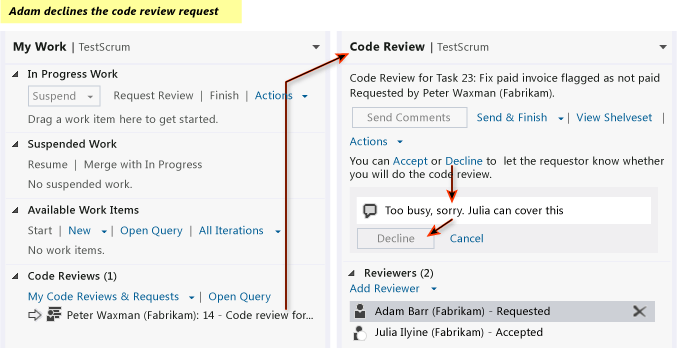 Adam declines the code review request
My Work | TestScrum
In Progress Work
Suspend Request Review | Finish | Actions
Drag a work item here to get started.
Suspended Work
Resume | Merge with In Progress
No suspended work.
Available Work Items
Start | New | Open Query | All Iterations
No work items.
Code Reviews (1)
My Code Reviews & Requests | Open Query
Peter Waxman (Fabrikam): 14 - Code review for...
Code Review | TestScrum
Code Review for Task 23: Fix paid invoice flagged as not paid
Requested by Peter Waxman (Fabrikam).
Send Comments Send & Finish | View Shelveset |
Actions
You can Accept or Decline to let the requestor know whether
you will do the code review.
Too busy, sorry. Julia can cover this
Decline Cancel
Reviewers (2)
Add Reviewer
Adam Barr (Fabrikam) - Requested
Julia Ilyine (Fabrikam) - Accepted